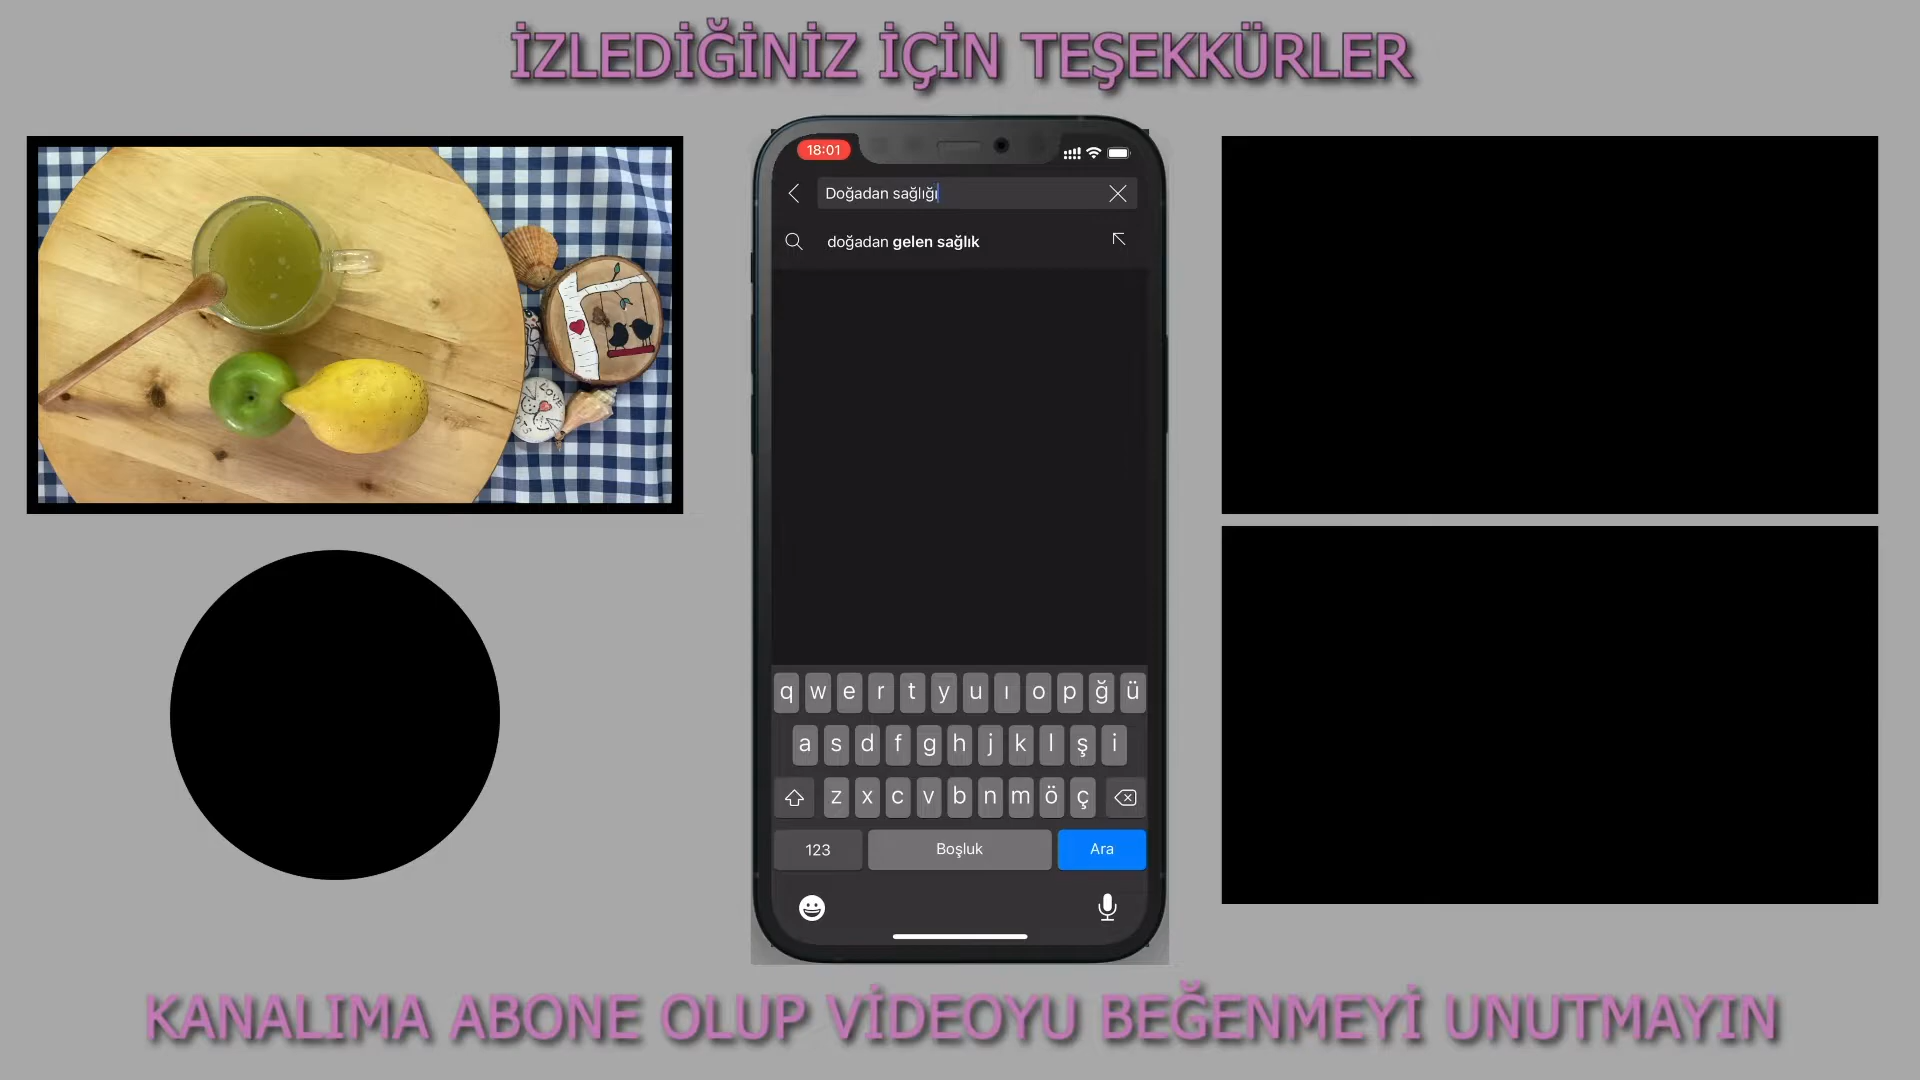 İZLEDİĞİNİZ İÇİN TEŞEKKÜRLER
18:01
Doğadan sağlığı
doğadan gelen sağlık
LOVE
q w e r t y u ı o p ğ ü
a s d f g h j k l ş i
z x c v b n m ö ç
123 Boşluk Ara
KANALIMA ABONE OLUP VİDEOYU BEĞENMEYİ UNUTMAYIN